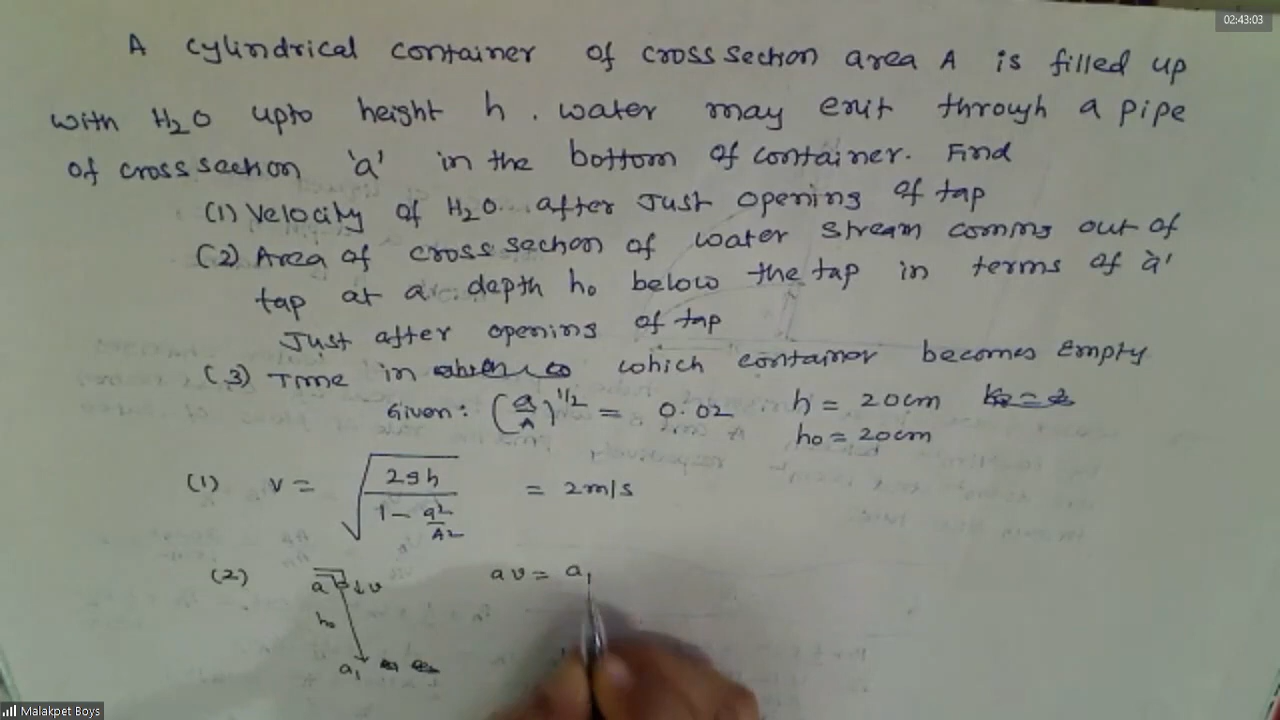 02:43:03
A cylindrical container of cross section area A is filled up
with H₂O upto height h . water may exit through a pipe
of cross section 'a' in the bottom of container. Find
(1) Velocity of H₂O after Just opening of tap
(2) Area of cross section of water stream coming out of
tap at a depth h₀ below the tap in terms of 'a'
Just after opening of tap
(3) Time in which container becomes Empty
Given: (a/A)^1/2 = 0.02 h = 20cm
h₀ = 20cm
(1) v = √(2gh / (1 - a²/A²)) = 2m/s
(2) a ↓v av = a₁
h₀
a₁
Malakpet Boys